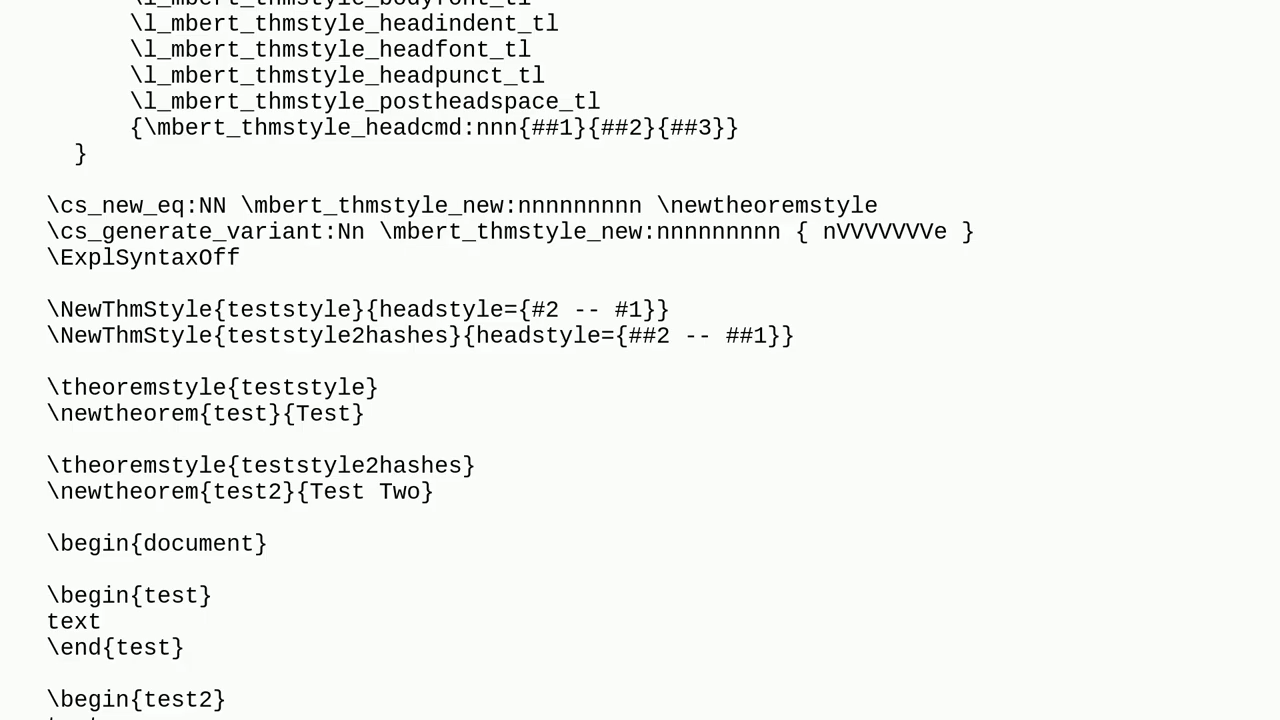 \l_mbert_thmstyle_bodyfont_tl
\l_mbert_thmstyle_headindent_tl
\l_mbert_thmstyle_headfont_tl
\l_mbert_thmstyle_headpunct_tl
\l_mbert_thmstyle_postheadspace_tl
{\mbert_thmstyle_headcmd:nnn{##1}{##2}{##3}}
}
\cs_new_eq:NN \mbert_thmstyle_new:nnnnnnnnn \newtheoremstyle
\cs_generate_variant:Nn \mbert_thmstyle_new:nnnnnnnnn { nVVVVVVVe }
\ExplSyntaxOff
\NewThmStyle{teststyle}{headstyle={#2 -- #1}}
\NewThmStyle{teststyle2hashes}{headstyle={##2 -- ##1}}
\theoremstyle{teststyle}
\newtheorem{test}{Test}
\theoremstyle{teststyle2hashes}
\newtheorem{test2}{Test Two}
\begin{document}
\begin{test}
text
\end{test}
\begin{test2}